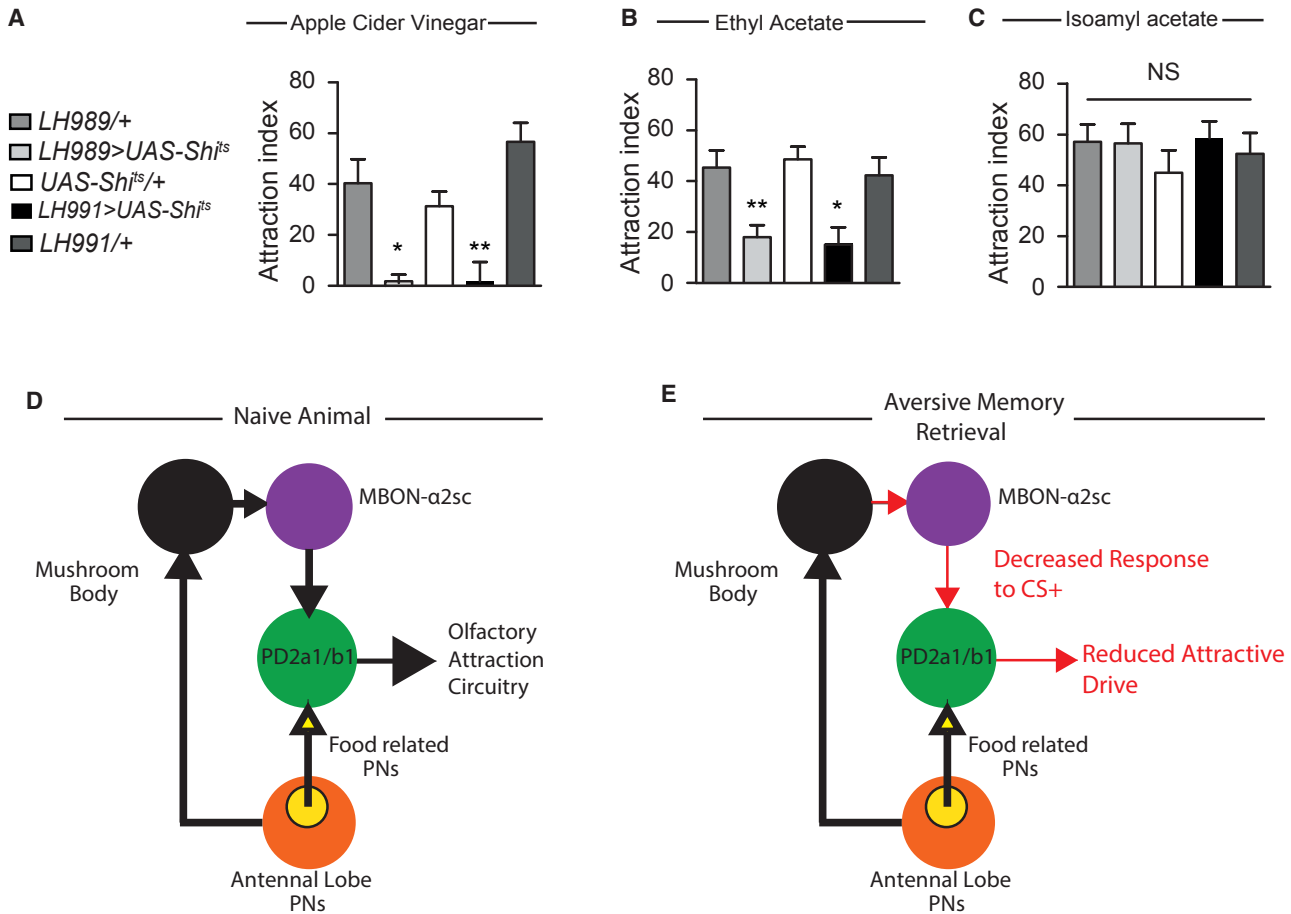 A
Apple Cider Vinegar
LH989/+
LH989>UAS-Shiᵗˢ
UAS-Shiᵗˢ/+
LH991>UAS-Shiᵗˢ
LH991/+
Attraction index
80
60
40
20
0
*
**
B
Ethyl Acetate
Attraction index
80
60
40
20
0
**
*
C
Isoamyl acetate
NS
Attraction index
80
60
40
20
0
D
Naive Animal
MBON-α2sc
Mushroom
Body
PD2a1/b1
Olfactory
Attraction
Circuitry
Food related
PNs
Antennal Lobe
PNs
E
Aversive Memory
Retrieval
MBON-α2sc
Mushroom
Body
Decreased Response
to CS+
PD2a1/b1
Reduced Attractive
Drive
Food related
PNs
Antennal Lobe
PNs